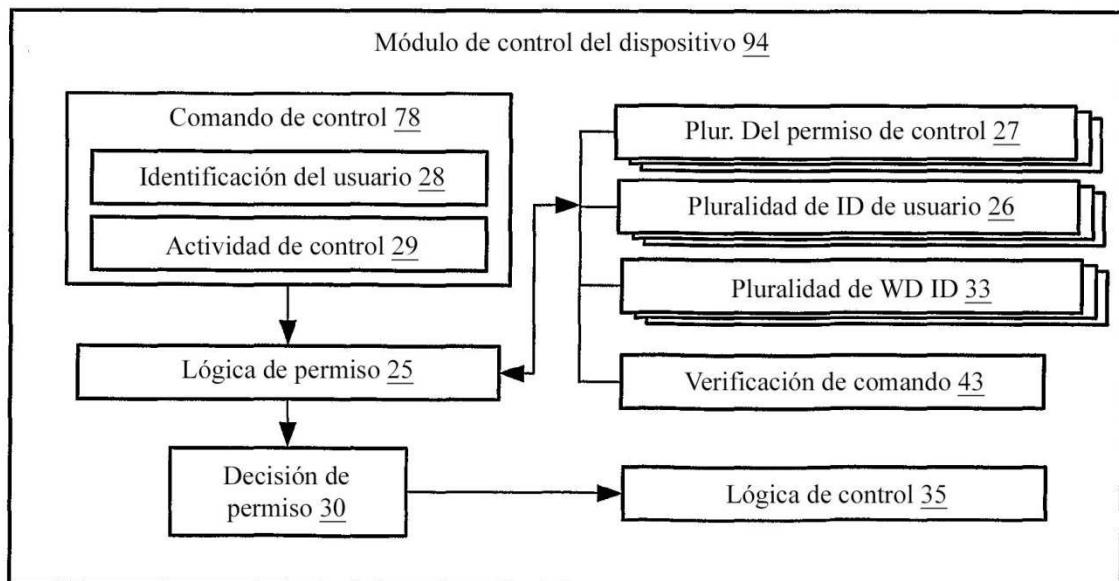 Módulo de control del dispositivo 94
Comando de control 78
Identificación del usuario 28
Actividad de control 29
Lógica de permiso 25
Decisión de
permiso 30
Plur. Del permiso de control 27
Pluralidad de ID de usuario 26
Pluralidad de WD ID 33
Verificación de comando 43
Lógica de control 35